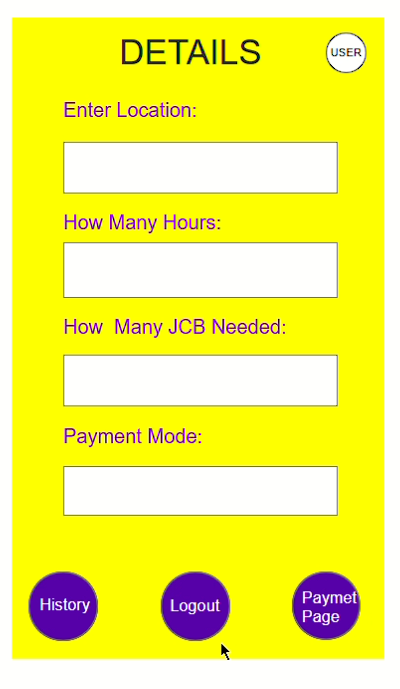 DETAILS
USER
Enter Location:
How Many Hours:
How  Many JCB Needed:
Payment Mode:
History
Logout
Paymet
Page